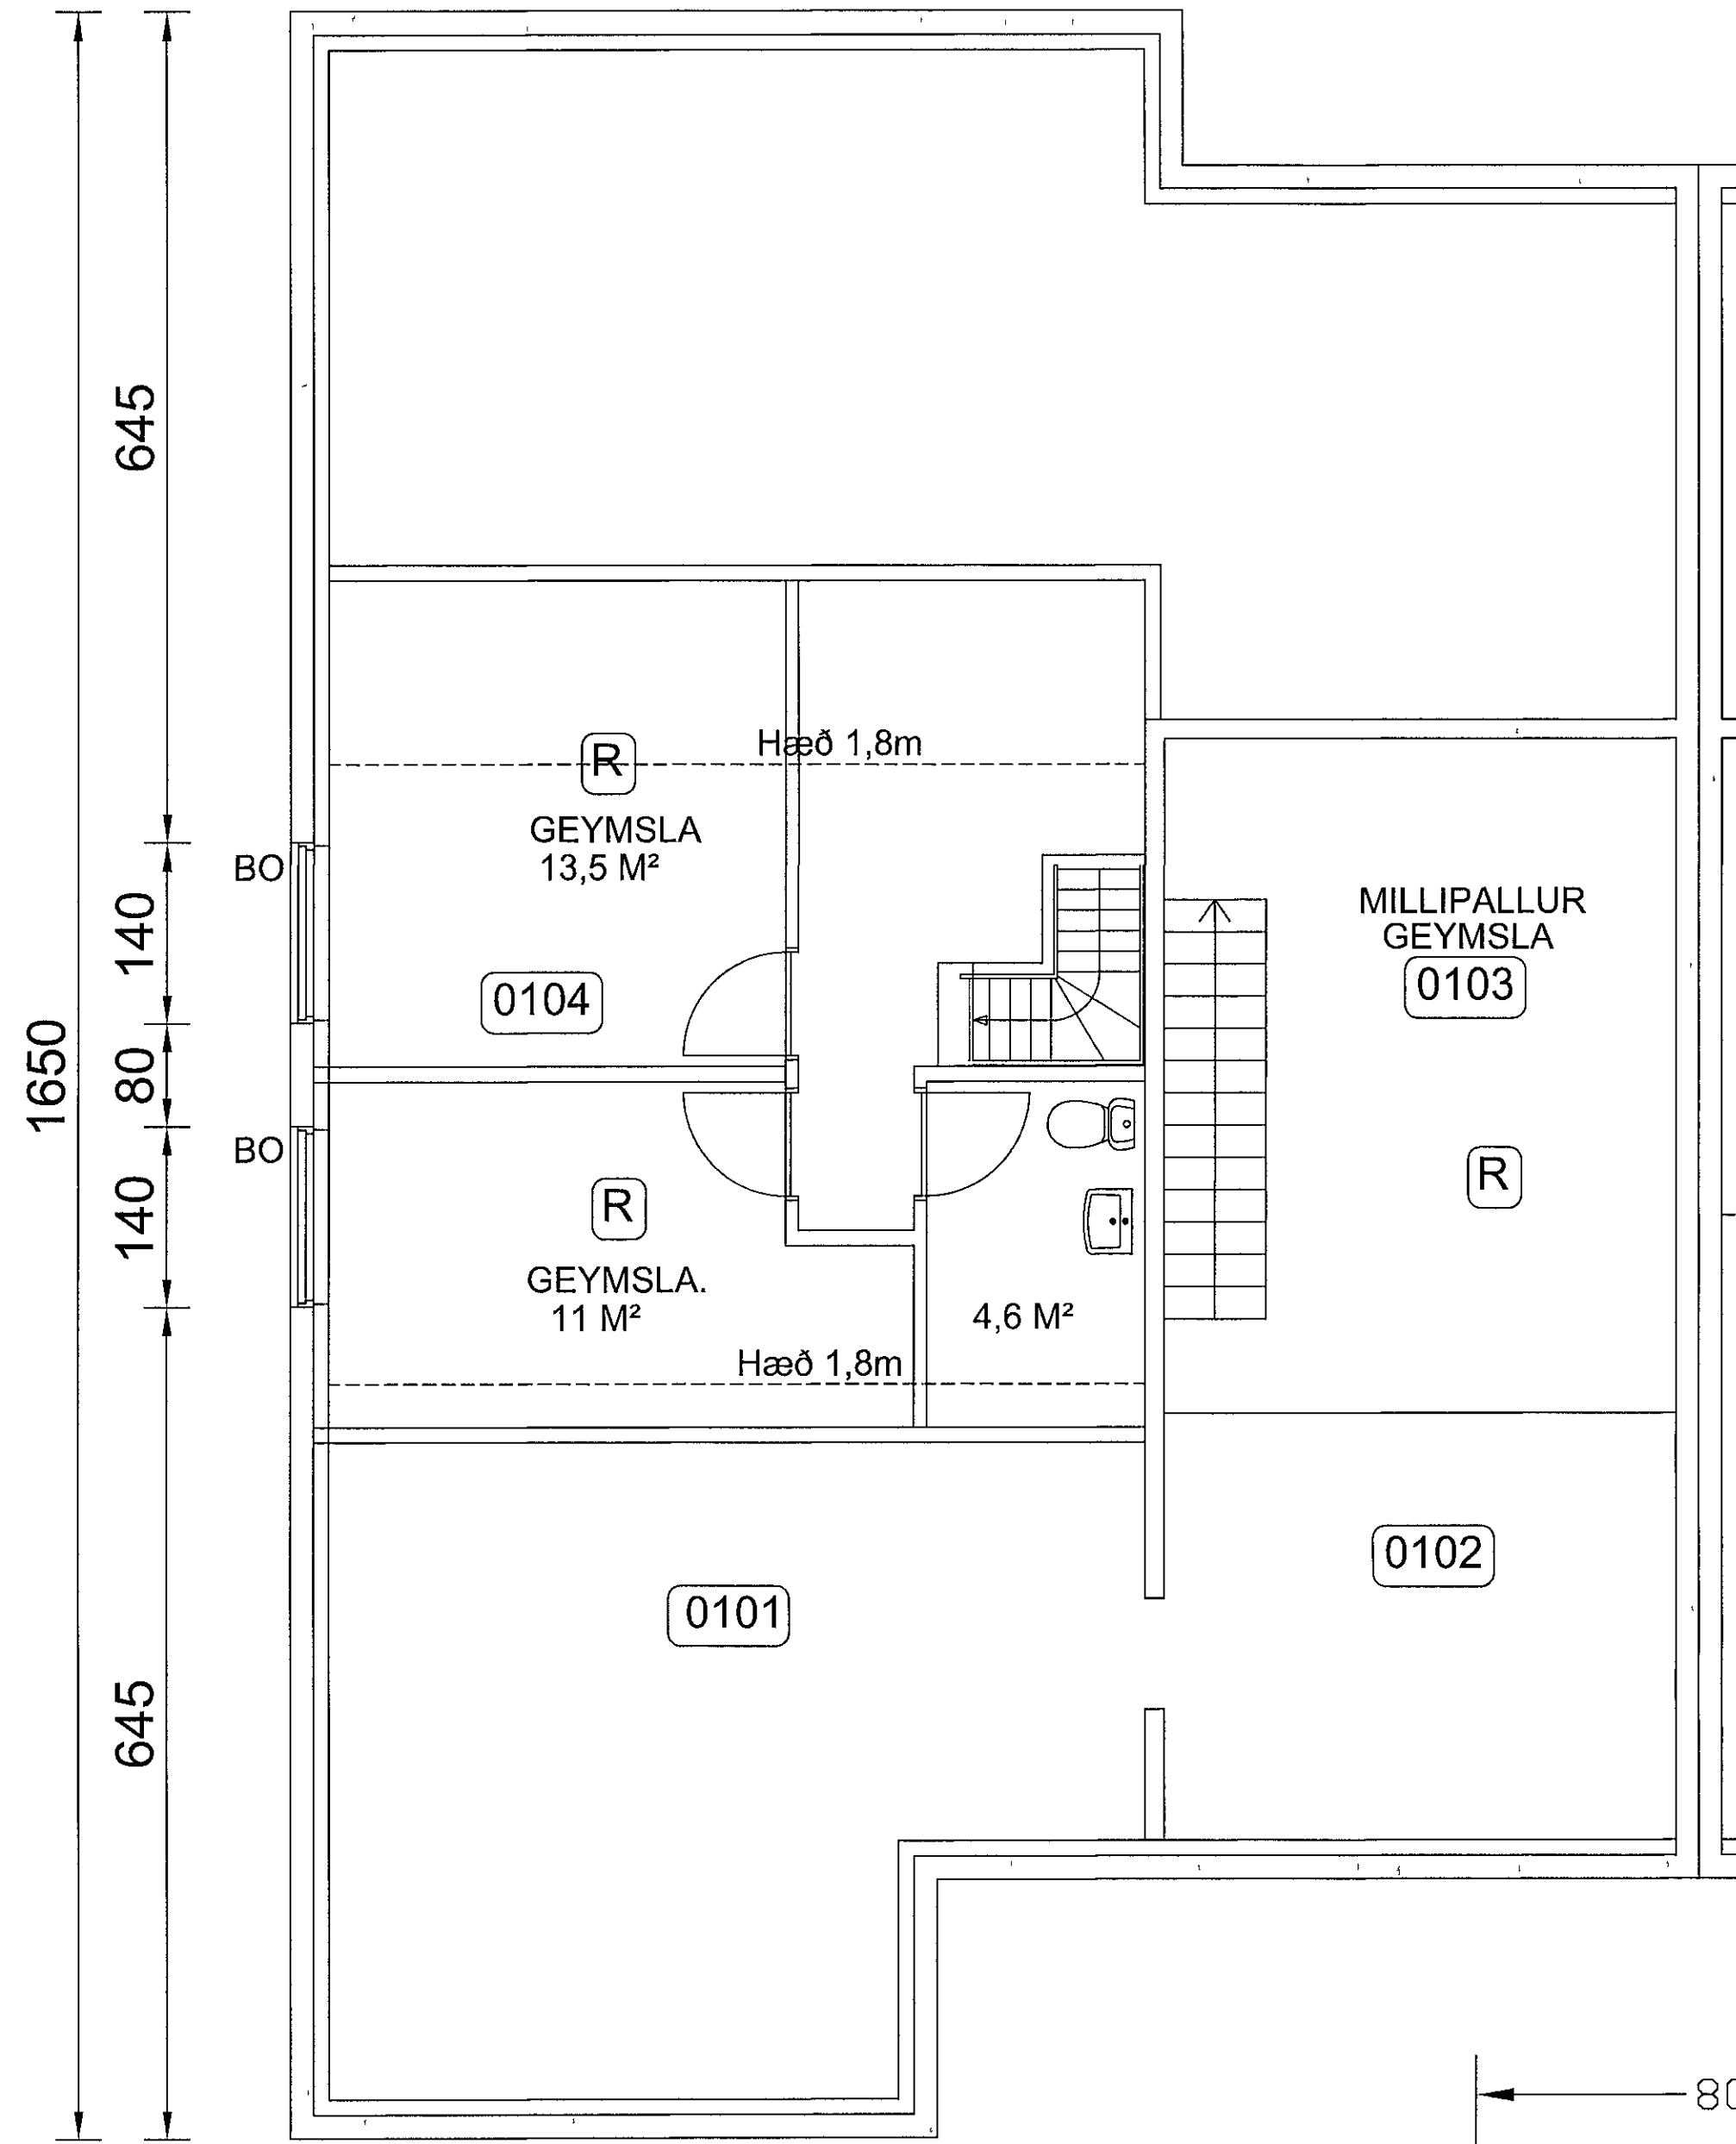 1650
645
140
80
140
645
BO
BO
Hæð 1,8m
R
GEYMSLA
13,5 M²
0104
MILLIPALLUR
GEYMSLA
0103
R
R
GEYMSLA.
11 M²
4,6 M²
Hæð 1,8m
0102
0101
80